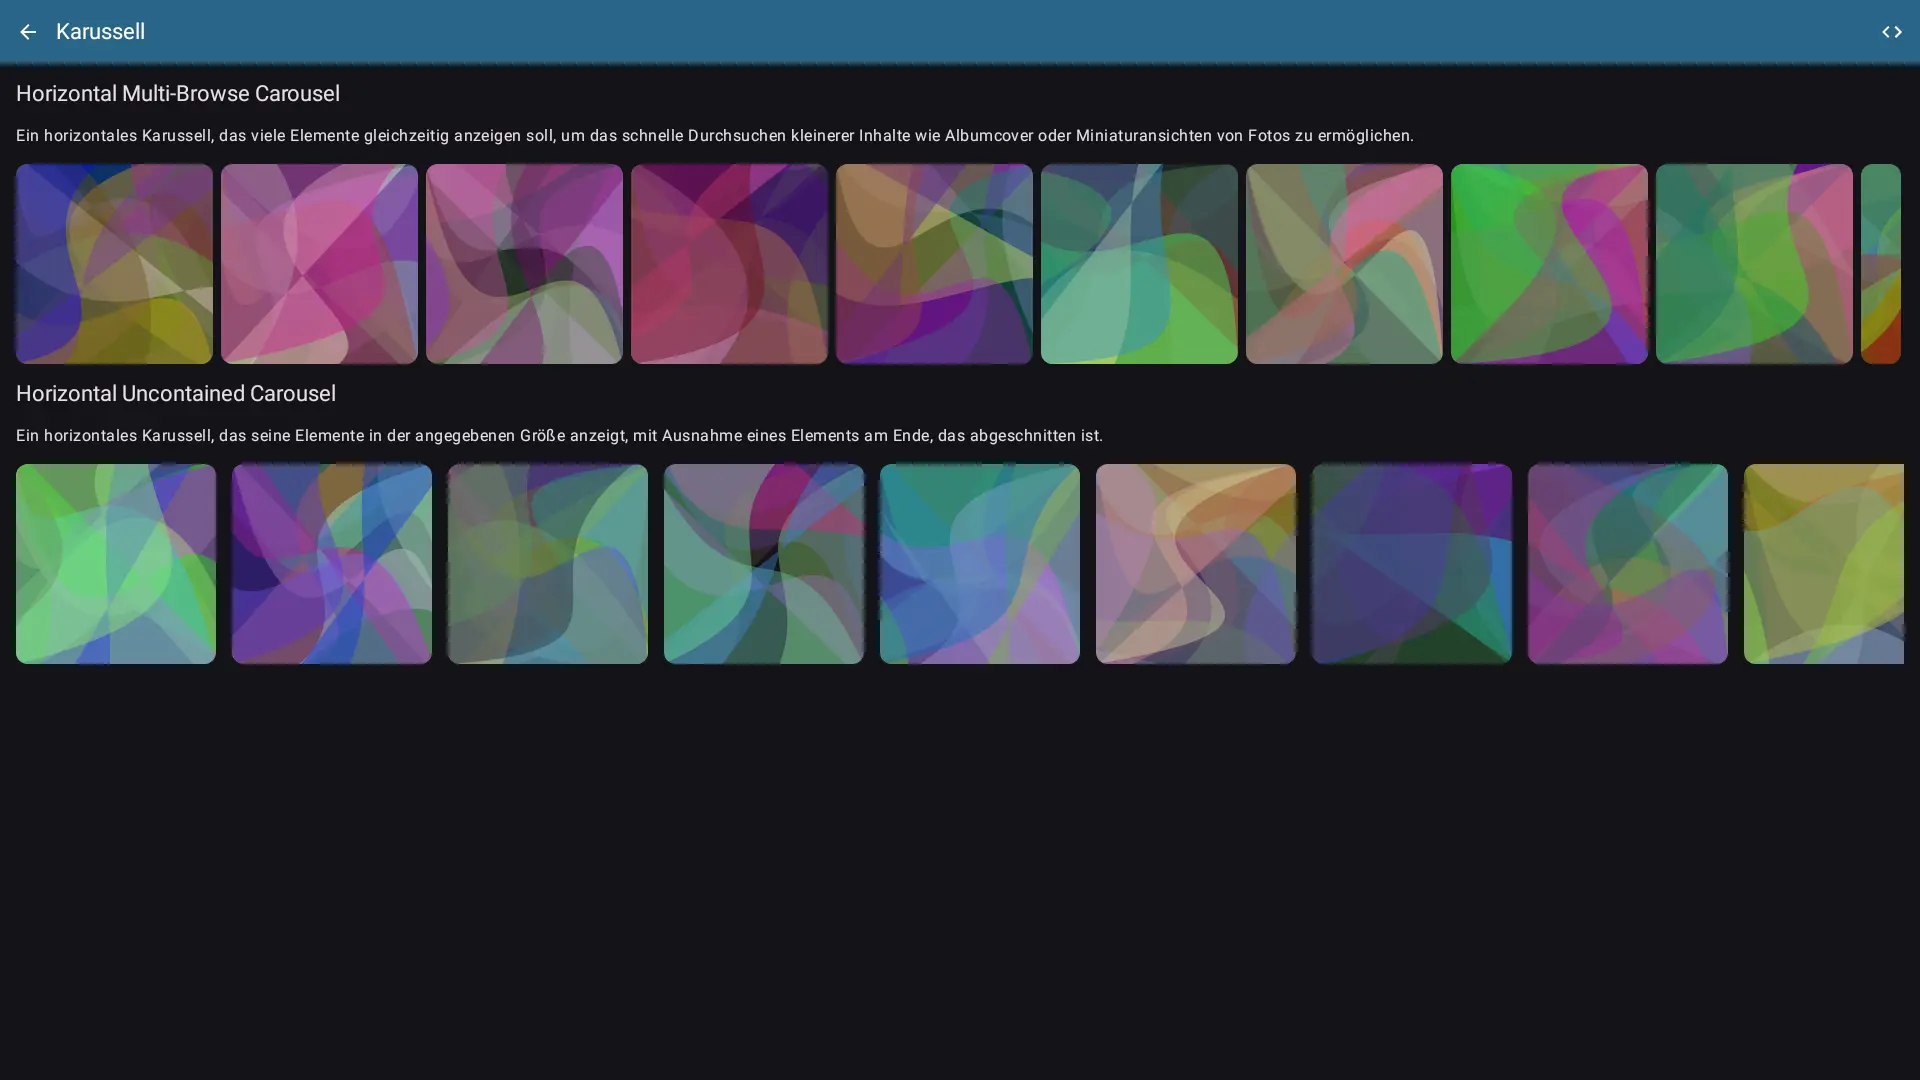 Karussell
Horizontal Multi-Browse Carousel
Ein horizontales Karussell, das viele Elemente gleichzeitig anzeigen soll, um das schnelle Durchsuchen kleinerer Inhalte wie Albumcover oder Miniaturansichten von Fotos zu ermöglichen.
Horizontal Uncontained Carousel
Ein horizontales Karussell, das seine Elemente in der angegebenen Größe anzeigt, mit Ausnahme eines Elements am Ende, das abgeschnitten ist.